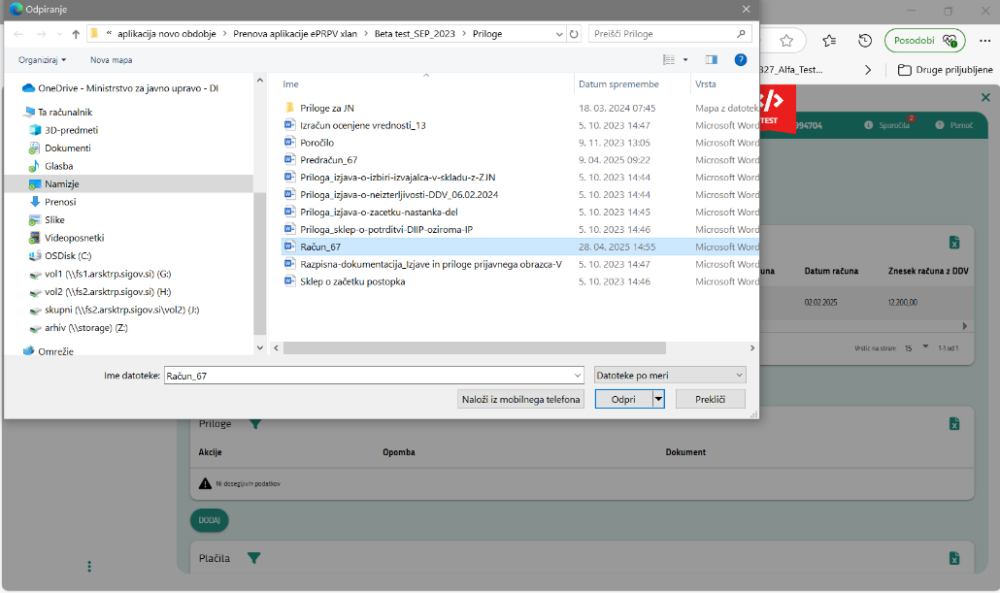 Odpiranje
« aplikacija novo obdobje > Prenova aplikacije ePRPV xlan > Beta test_SEP_2023 > Priloge
Preišči Priloge
Organiziraj
Nova mapa
OneDrive - Ministrstvo za javno upravo - DI
Ta računalnik
3D-predmeti
Dokumenti
Glasba
Namizje
Prenosi
Slike
Videoposnetki
OSDisk (C:)
vol1 (\\fs1.arsktrp.sigov.si) (G:)
vol2 (\\fs2.arsktrp.sigov.si) (H:)
skupni (\\fs2.arsktrp.sigov.si\vol2) (J:)
arhiv (\\storage) (Z:)
Omrežje
Ime Datum spremembe Vrsta
Priloge za JN 18. 03. 2024 07:45 Mapa z datotek
Izračun ocenjene vrednosti_13 5. 10. 2023 14:47 Microsoft Word
Poročilo 9. 11. 2023 13:05 Microsoft Word
Predračun_67 9. 04. 2025 09:22 Microsoft Word
Priloga_izjava-o-izbiri-izvajalca-v-skladu-z-ZJN 5. 10. 2023 14:44 Microsoft Word
Priloga_izjava-o-neizterljivosti-DDV_06.02.2024 5. 10. 2023 14:44 Microsoft Word
Priloga_izjava-o-zacetku-nastanka-del 5. 10. 2023 14:45 Microsoft Word
Priloga_sklep-o-potrditvi-DIIP-oziroma-IP 5. 10. 2023 14:46 Microsoft Word
Račun_67 28. 04. 2025 14:55 Microsoft Word
Razpisna-dokumentacija_Izjave in priloge prijavnega obrazca-V 5. 10. 2023 14:47 Microsoft Word
Sklep o začetku postopka 5. 10. 2023 14:46 Microsoft Word
Ime datoteke: Račun_67
Datoteke po meri
Naloži iz mobilnega telefona
Odpri
Prekliči
Posodobi
327_Alfa_Test...
Druge priljubljene
</>
TEST
994704
Sporočila 2
Pomoč
una Datum računa Znesek računa z DDV
02.02.2025 12.200,00
Vrstic na stran: 15 1-1 od 1
Priloge
Akcije Opomba Dokument
Ni dosegljivih podatkov
DODAJ
Plačila